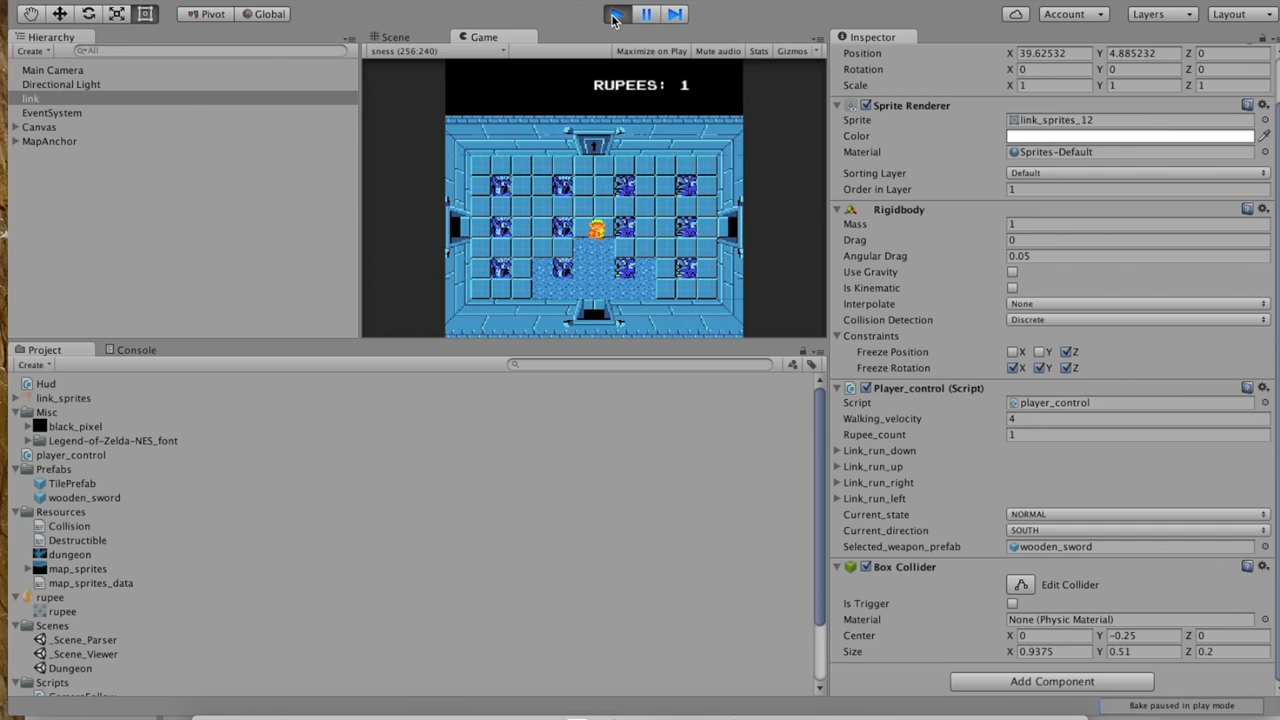 Pivot Global Account Layers Layout
Hierarchy Scene Game Inspector
Create All sness (256:240) Maximize on Play Mute audio Stats Gizmos
Main Camera
Directional Light
link
EventSystem
Canvas
MapAnchor
RUPEES: 1
Position X 39.62532 Y 4.885232 Z 0
Rotation X 0 Y 0 Z 0
Scale X 1 Y 1 Z 1
Sprite Renderer
Sprite link_sprites_12
Color
Material Sprites-Default
Sorting Layer Default
Order in Layer 1
Rigidbody
Mass 1
Drag 0
Angular Drag 0.05
Use Gravity
Is Kinematic
Interpolate None
Collision Detection Discrete
Constraints
Freeze Position X Y Z
Freeze Rotation X Y Z
Player_control (Script)
Script player_control
Walking_velocity 4
Rupee_count 1
Link_run_down
Link_run_up
Link_run_right
Link_run_left
Current_state NORMAL
Current_direction SOUTH
Selected_weapon_prefab wooden_sword
Box Collider
Edit Collider
Is Trigger
Material None (Physic Material)
Center X 0 Y -0.25 Z 0
Size X 0.9375 Y 0.51 Z 0.2
Add Component
Bake paused in play mode
Project Console
Create
Hud
link_sprites
Misc
black_pixel
Legend-of-Zelda-NES_font
player_control
Prefabs
TilePrefab
wooden_sword
Resources
Collision
Destructible
dungeon
map_sprites
map_sprites_data
rupee
rupee
Scenes
_Scene_Parser
_Scene_Viewer
Dungeon
Scripts